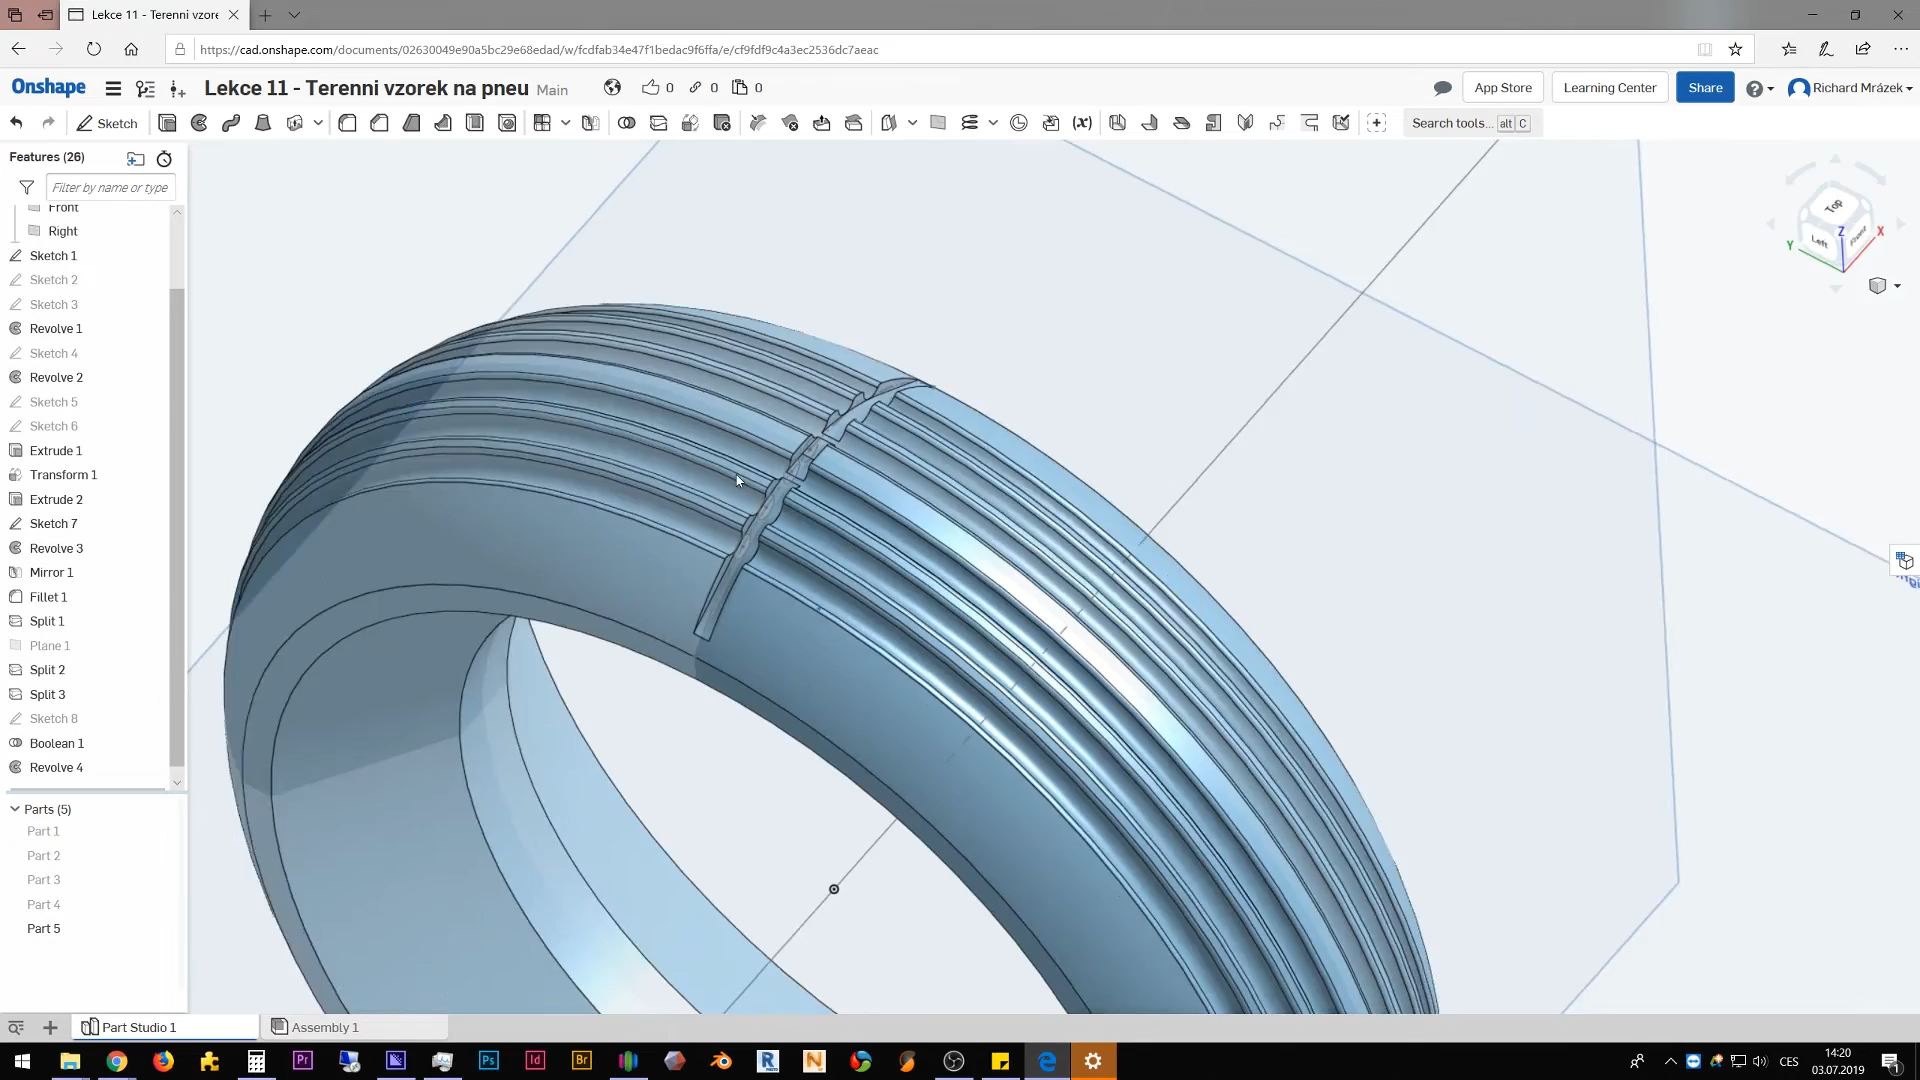 Lekce 11 - Terenni vzorek
https://cad.onshape.com/documents/02630049e90a5bc29e68edad/w/fcdfab34e47f1bedac9f6ffa/e/cf9fdf9c4a3ec2536dc7aeac
Onshape
Lekce 11 - Terenni vzorek na pneu Main
0 0 0
App Store
Learning Center
Share
Richard Mrázek
Sketch
Search tools... alt C
Features (26)
Filter by name or type
Front
Right
Sketch 1
Sketch 2
Sketch 3
Revolve 1
Sketch 4
Revolve 2
Sketch 5
Sketch 6
Extrude 1
Transform 1
Extrude 2
Sketch 7
Revolve 3
Mirror 1
Fillet 1
Split 1
Plane 1
Split 2
Split 3
Sketch 8
Boolean 1
Revolve 4
Parts (5)
Part 1
Part 2
Part 3
Part 4
Part 5
Top
Left
Front
Z
X
Y
Part Studio 1
Assembly 1
CES
14:20
03.07.2019
1